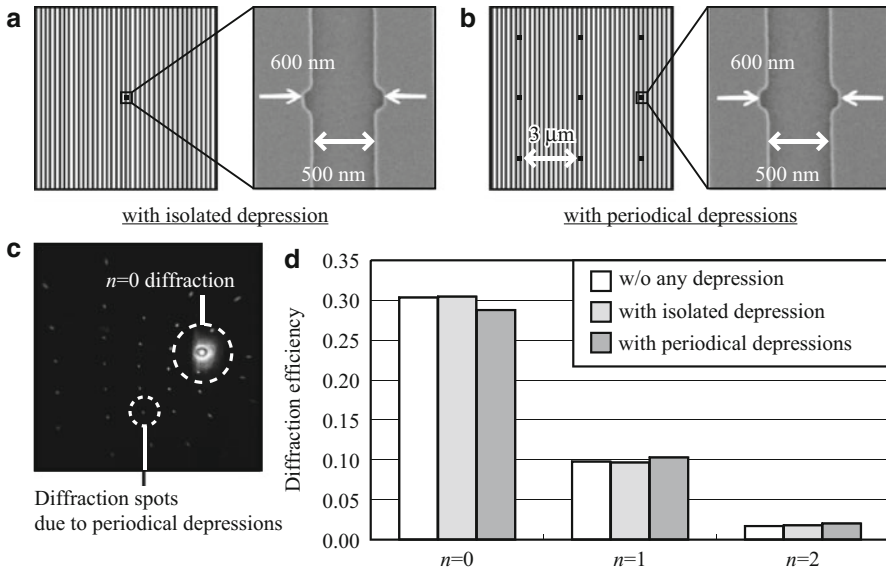 a
600 nm
500 nm
with isolated depression
b
3 μm
600 nm
500 nm
with periodical depressions
c
n=0 diffraction
Diffraction spots
due to periodical depressions
d
Diffraction efficiency
0.35
0.30
0.25
0.20
0.15
0.10
0.05
0.00
w/o any depression
with isolated depression
with periodical depressions
n=0
n=1
n=2